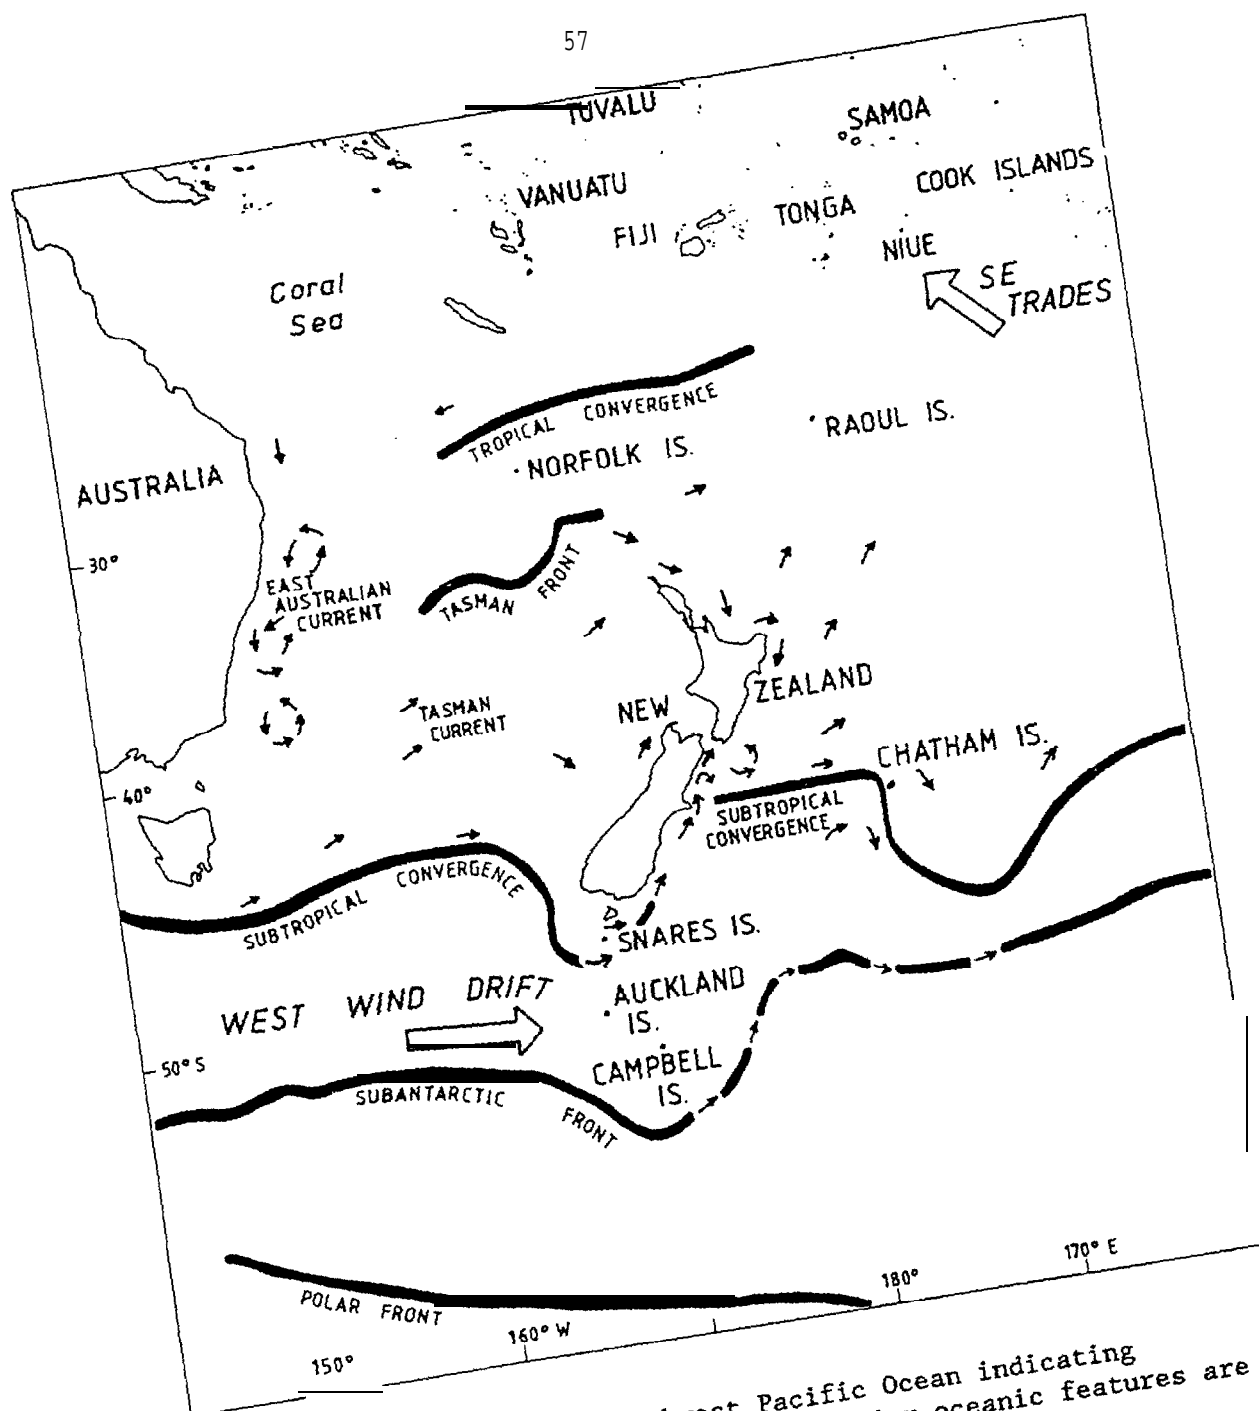 57
TUVALU
SAMOA
VANUATU
COOK ISLANDS
FIJI
TONGA
NIUE
Coral
Sea
SE
TRADES
TROPICAL CONVERGENCE
NORFOLK IS.
RAOUL IS.
AUSTRALIA
30°
EAST
AUSTRALIAN
CURRENT
TASMAN FRONT
TASMAN
CURRENT
NEW ZEALAND
CHATHAM IS.
40°
SUBTROPICAL
CONVERGENCE
SUBTROPICAL CONVERGENCE
SNARES IS.
WEST WIND DRIFT
AUCKLAND
IS.
CAMPBELL
IS.
50° S
SUBANTARCTIC FRONT
POLAR FRONT
150°
160° W
180°
170° E
Pacific Ocean indicating
oceanic features are